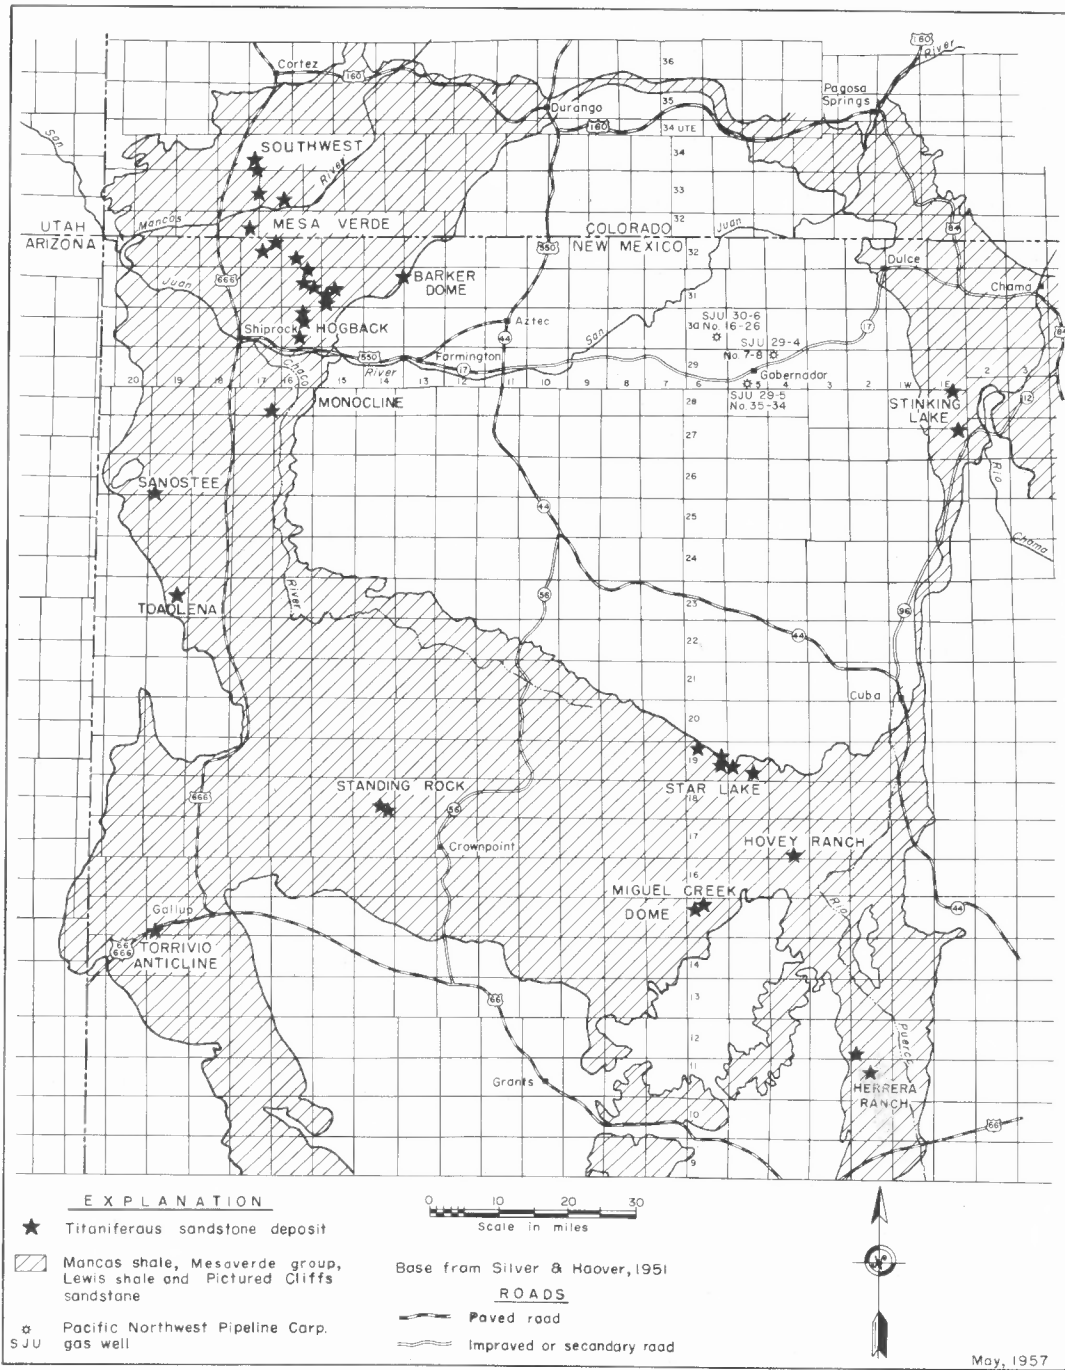 160
River
Cortez
160
36
Pagosa
Springs
35
Durango
160
34 UTE
San
SOUTHWEST
34
River
33
Mancos
MESA VERDE
32
Juan
84
UTAH
ARIZONA
COLORADO
NEW MEXICO
550
32
Dulce
666
BARKER
DOME
Juan
31
Chama
SJU 30-6
30 No. 16-26
17
Shiprock
HOGBACK
Aztec
San
SJU 29-4
No. 7-8
84
44
550
Farmington
River
17
29
Gobernador
Chaco
20 19 18 17 16 15 14 13 12 11 10 9 8 7 6 5 4 3 2 1W 1E 2 3
12
MONOCLINE
28
SJU 29-5
No. 35-34
STINKING
LAKE
27
Rio
Chama
SANOSTEE
26
44
25
24
River
56
23
96
TOADLENA
44
22
21
Cuba
20
19
STANDING ROCK
STAR LAKE
18
666
56
17
HOVEY RANCH
Crownpoint
16
MIGUEL CREEK
DOME
Rio
Gallup
44
66
666
TORRIVIO
ANTICLINE
14
66
13
Puerco
12
11
Grants
HERRERA
RANCH
10
66
9
EXPLANATION
Titaniferous sandstone deposit
Mancos shale, Mesaverde group,
Lewis shale and Pictured Cliffs
sandstone
Pacific Northwest Pipeline Corp.
SJU gas well
0 10 20 30
Scale in miles
Base from Silver & Hoover, 1951
ROADS
Paved road
Improved or secondary road
May, 1957